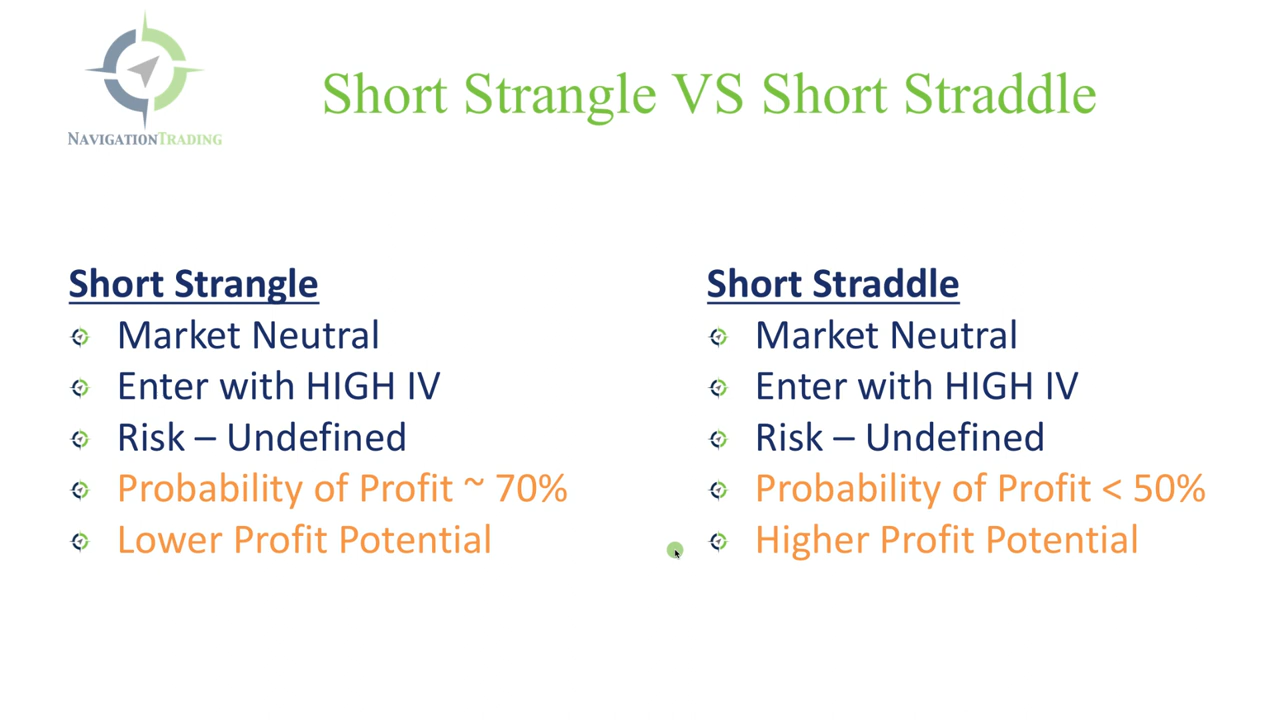 NAVIGATIONTRADING
Short Strangle VS Short Straddle
Short Strangle
Market Neutral
Enter with HIGH IV
Risk – Undefined
Probability of Profit ~ 70%
Lower Profit Potential
Short Straddle
Market Neutral
Enter with HIGH IV
Risk – Undefined
Probability of Profit < 50%
Higher Profit Potential